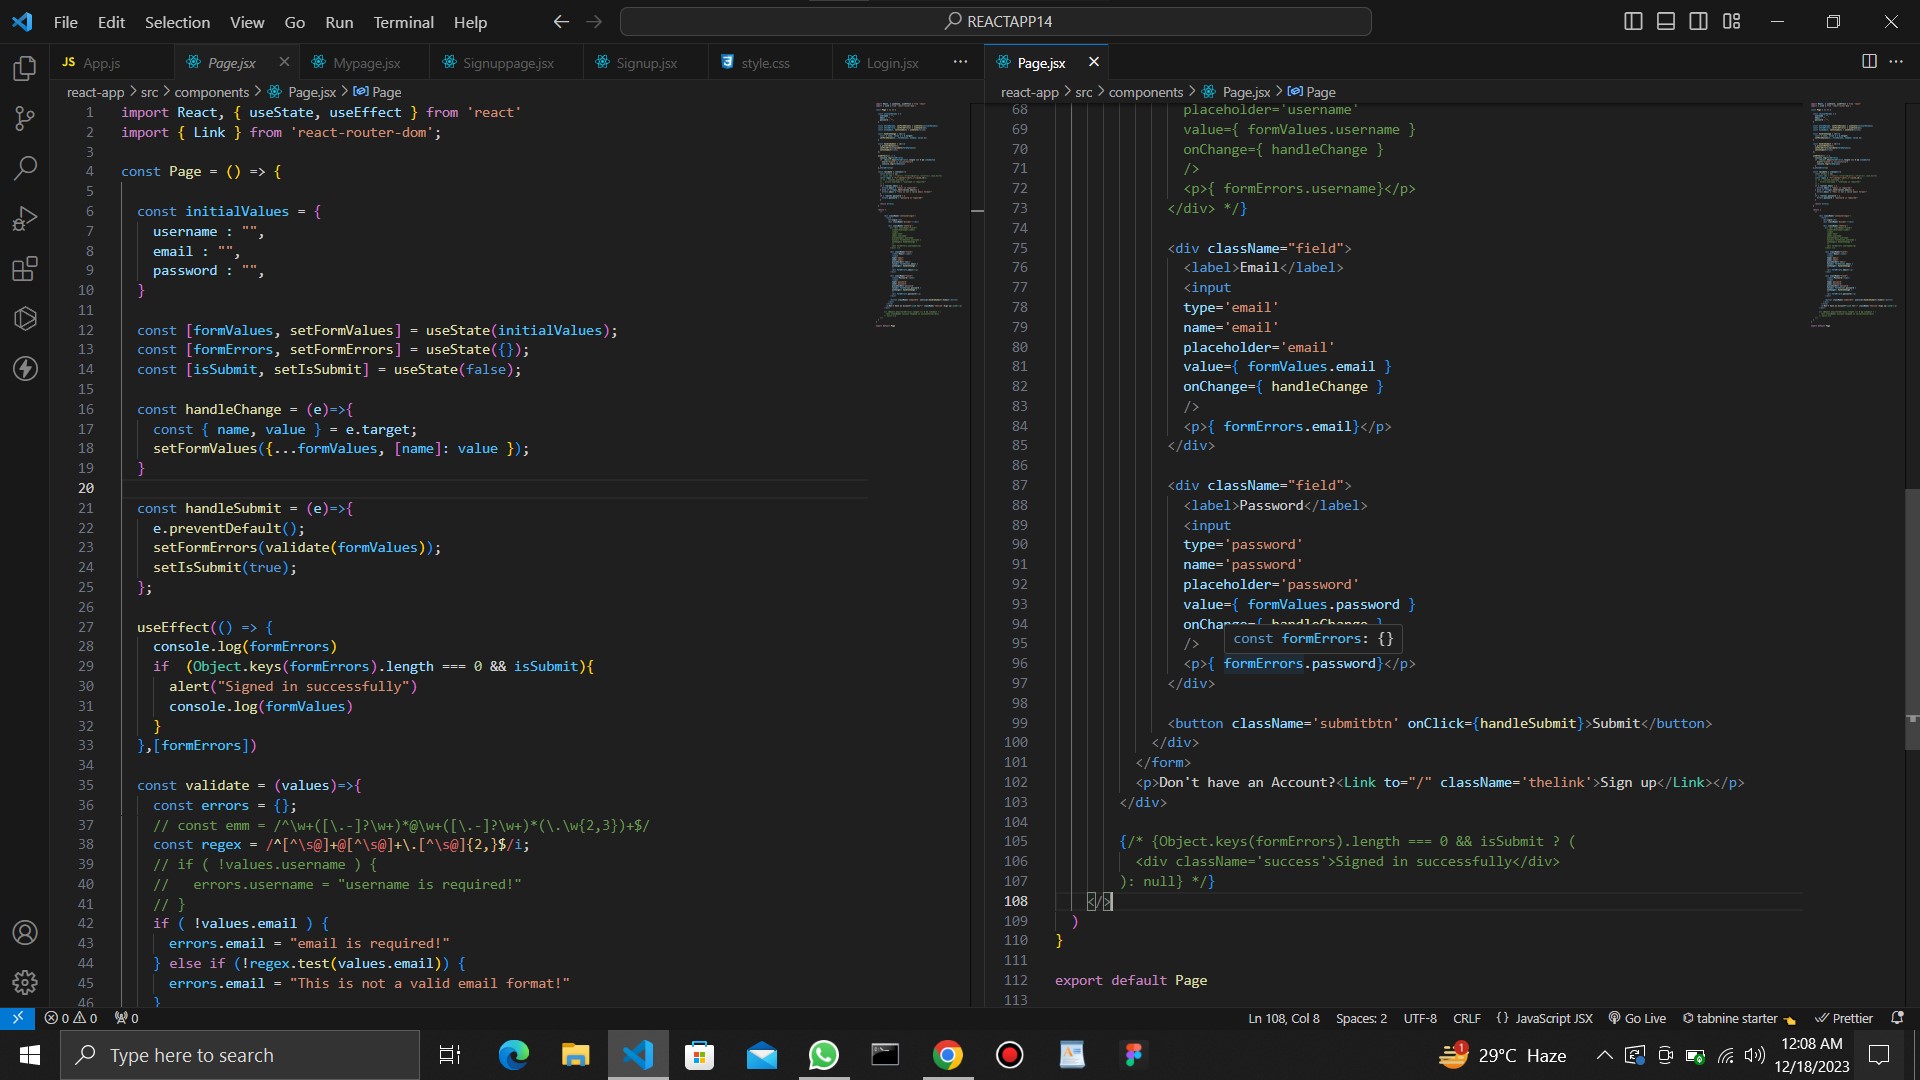 File Edit Selection View Go Run Terminal Help
REACTAPP14
JS App.js Page.jsx Mypage.jsx Signuppage.jsx Signup.jsx style.css Login.jsx
react-app > src > components > Page.jsx > Page
1 import React, { useState, useEffect } from 'react'
2 import { Link } from 'react-router-dom';
3
4 const Page = () => {
5
6 const initialValues = {
7 username : "",
8 email : "",
9 password : "",
10 }
11
12 const [formValues, setFormValues] = useState(initialValues);
13 const [formErrors, setFormErrors] = useState({});
14 const [isSubmit, setIsSubmit] = useState(false);
15
16 const handleChange = (e)=>{
17 const { name, value } = e.target;
18 setFormValues({...formValues, [name]: value });
19 }
20
21 const handleSubmit = (e)=>{
22 e.preventDefault();
23 setFormErrors(validate(formValues));
24 setIsSubmit(true);
25 };
26
27 useEffect(() => {
28 console.log(formErrors)
29 if (Object.keys(formErrors).length === 0 && isSubmit){
30 alert("Signed in successfully")
31 console.log(formValues)
32 }
33 },[formErrors])
34
35 const validate = (values)=>{
36 const errors = {};
37 // const emm = /^\w+([\.-]?\w+)*@\w+([\.-]?\w+)*(\.\w{2,3})+$/
38 const regex = /^[^\s@]+@[^\s@]+\.[^\s@]{2,}$/i;
39 // if ( !values.username ) {
40 // errors.username = "username is required!"
41 // }
42 if ( !values.email ) {
43 errors.email = "email is required!"
44 } else if (!regex.test(values.email)) {
45 errors.email = "This is not a valid email format!"
46 }
Page.jsx
react-app > src > components > Page.jsx > Page
68 placeholder='username'
69 value={ formValues.username }
70 onChange={ handleChange }
71 />
72 <p>{ formErrors.username}</p>
73 </div> */}
74
75 <div className="field">
76 <label>Email</label>
77 <input
78 type='email'
79 name='email'
80 placeholder='email'
81 value={ formValues.email }
82 onChange={ handleChange }
83 />
84 <p>{ formErrors.email}</p>
85 </div>
86
87 <div className="field">
88 <label>Password</label>
89 <input
90 type='password'
91 name='password'
92 placeholder='password'
93 value={ formValues.password }
94 onChange={ handleChange }
const formErrors: {}
95 />
96 <p>{ formErrors.password}</p>
97 </div>
98
99 <button className='submitbtn' onClick={handleSubmit}>Submit</button>
100 </div>
101 </form>
102 <p>Don't have an Account?<Link to="/" className='thelink'>Sign up</Link></p>
103 </div>
104
105 {/* {Object.keys(formErrors).length === 0 && isSubmit ? (
106 <div className='success'>Signed in successfully</div>
107 ): null} */}
108 </>
109 )
110 }
111
112 export default Page
113
0 0 0 Ln 108, Col 8 Spaces: 2 UTF-8 CRLF {} JavaScript JSX Go Live tabnine starter Prettier
Type here to search 1 29°C Haze 12:08 AM
12/18/2023